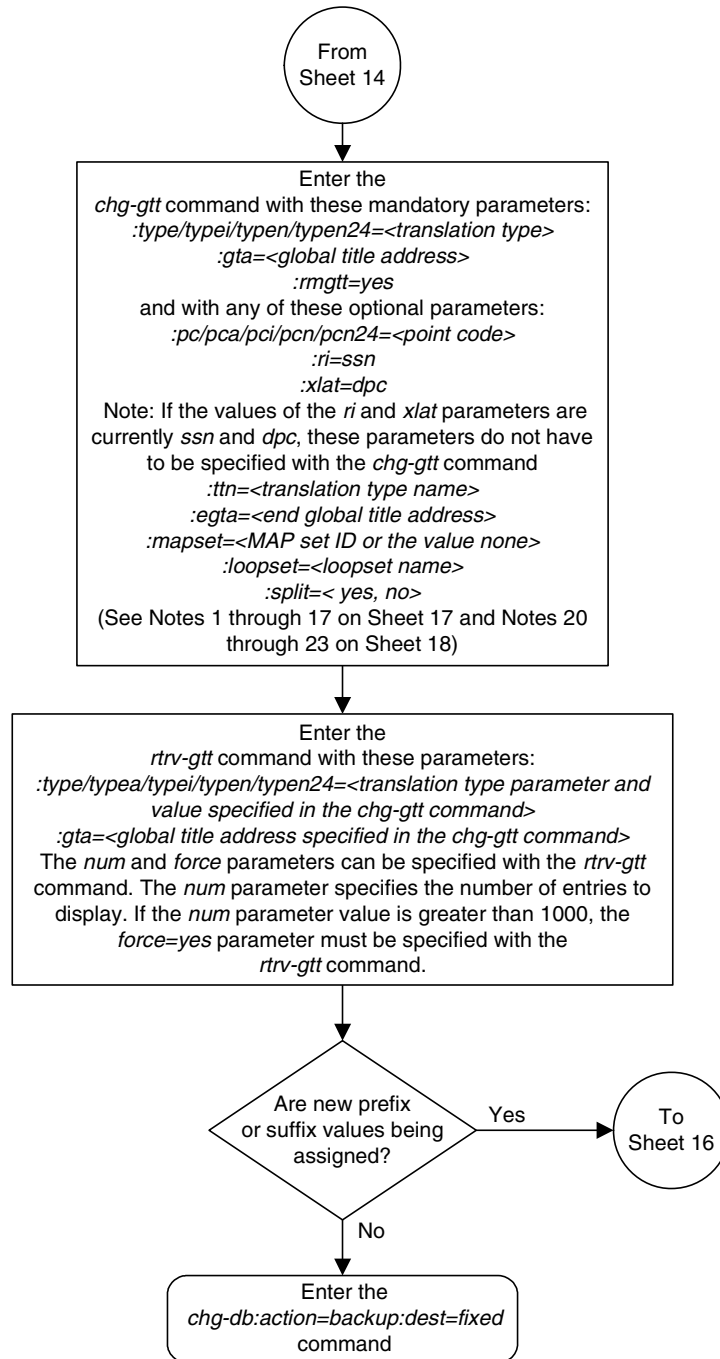 From
Sheet 14
Enter the
chg-gtt command with these mandatory parameters:
:type/typei/typen/typen24=<translation type>
:gta=<global title address>
:rmgtt=yes
and with any of these optional parameters:
:pc/pca/pci/pcn/pcn24=<point code>
:ri=ssn
:xlat=dpc
Note: If the values of the ri and xlat parameters are
currently ssn and dpc, these parameters do not have
to be specified with the chg-gtt command
:ttn=<translation type name>
:egta=<end global title address>
:mapset=<MAP set ID or the value none>
:loopset=<loopset name>
:split=< yes, no>
(See Notes 1 through 17 on Sheet 17 and Notes 20
through 23 on Sheet 18)
Enter the
rtrv-gtt command with these parameters:
:type/typea/typei/typen/typen24=<translation type parameter and
value specified in the chg-gtt command>
:gta=<global title address specified in the chg-gtt command>
The num and force parameters can be specified with the rtrv-gtt
command. The num parameter specifies the number of entries to
display. If the num parameter value is greater than 1000, the
force=yes parameter must be specified with the
rtrv-gtt command.
Are new prefix
or suffix values being
assigned?
Yes
To
Sheet 16
No
Enter the
chg-db:action=backup:dest=fixed
command